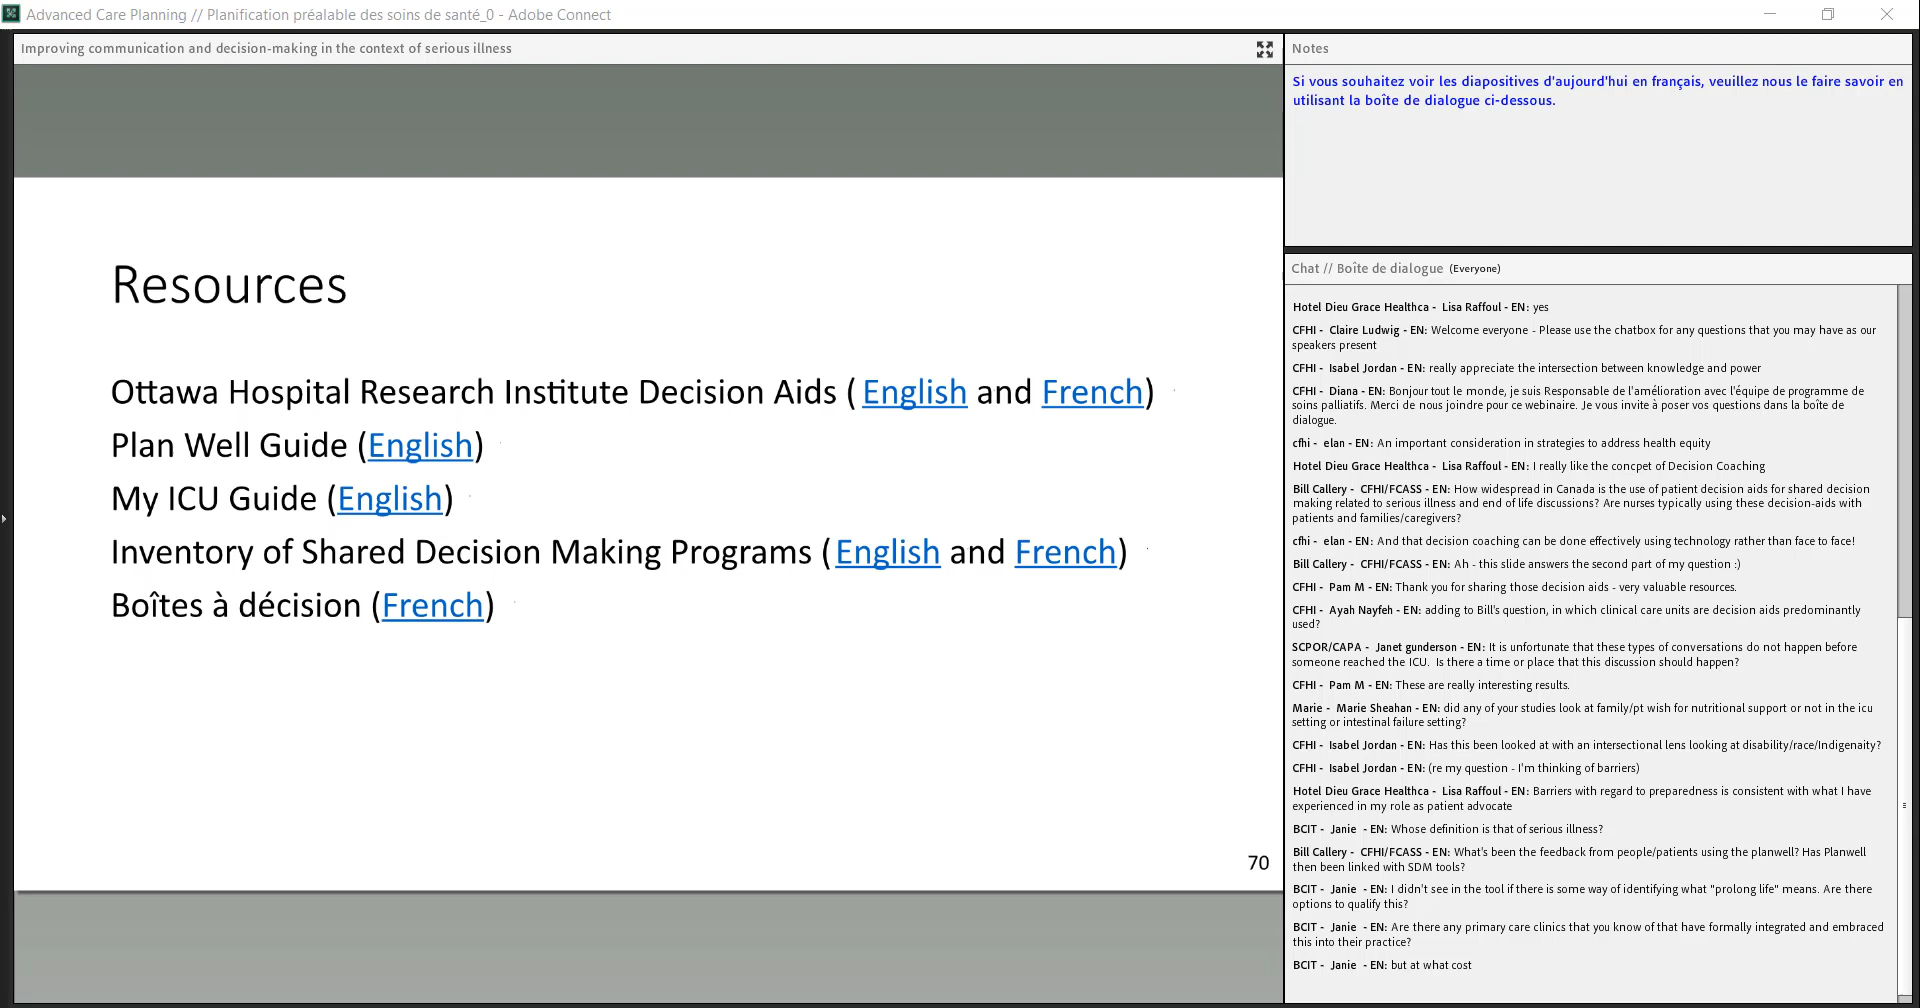 Advanced Care Planning // Planification préalable des soins de santé_0 - Adobe Connect
Improving communication and decision-making in the context of serious illness
Resources
Ottawa Hospital Research Institute Decision Aids ( English and French)
Plan Well Guide (English)
My ICU Guide (English)
Inventory of Shared Decision Making Programs ( English and French)
Boîtes à décision (French)
70
Notes
Si vous souhaitez voir les diapositives d'aujourd'hui en français, veuillez nous le faire savoir en
utilisant la boîte de dialogue ci-dessous.
Chat // Boîte de dialogue (Everyone)
Hotel Dieu Grace Healthca - Lisa Raffoul - EN: yes
CFHI - Claire Ludwig - EN: Welcome everyone - Please use the chatbox for any questions that you may have as our
speakers present
CFHI - Isabel Jordan - EN: really appreciate the intersection between knowledge and power
CFHI - Diana - EN: Bonjour tout le monde, je suis Responsable de l'amélioration avec l'équipe de programme de
soins palliatifs. Merci de nous joindre pour ce webinaire. Je vous invite à poser vos questions dans la boîte de
dialogue.
cfhi - elan - EN: An important consideration in strategies to address health equity
Hotel Dieu Grace Healthca - Lisa Raffoul - EN: I really like the concpet of Decision Coaching
Bill Callery - CFHI/FCASS - EN: How widespread in Canada is the use of patient decision aids for shared decision
making related to serious illness and end of life discussions? Are nurses typically using these decision-aids with
patients and families/caregivers?
cfhi - elan - EN: And that decision coaching can be done effectively using technology rather than face to face!
Bill Callery - CFHI/FCASS - EN: Ah - this slide answers the second part of my question :)
CFHI - Pam M - EN: Thank you for sharing those decision aids - very valuable resources.
CFHI - Ayah Nayfeh - EN: adding to Bill's question, in which clinical care units are decision aids predominantly
used?
SCPOR/CAPA - Janet gunderson - EN: It is unfortunate that these types of conversations do not happen before
someone reached the ICU. Is there a time or place that this discussion should happen?
CFHI - Pam M - EN: These are really interesting results.
Marie - Marie Sheahan - EN: did any of your studies look at family/pt wish for nutritional support or not in the icu
setting or intestinal failure setting?
CFHI - Isabel Jordan - EN: Has this been looked at with an intersectional lens looking at disability/race/Indigenaity?
CFHI - Isabel Jordan - EN: (re my question - I'm thinking of barriers)
Hotel Dieu Grace Healthca - Lisa Raffoul - EN: Barriers with regard to preparedness is consistent with what I have
experienced in my role as patient advocate
BCIT - Janie - EN: Whose definition is that of serious illness?
Bill Callery - CFHI/FCASS - EN: What's been the feedback from people/patients using the planwell? Has Planwell
then been linked with SDM tools?
BCIT - Janie - EN: I didn't see in the tool if there is some way of identifying what "prolong life" means. Are there
options to qualify this?
BCIT - Janie - EN: Are there any primary care clinics that you know of that have formally integrated and embraced
this into their practice?
BCIT - Janie - EN: but at what cost